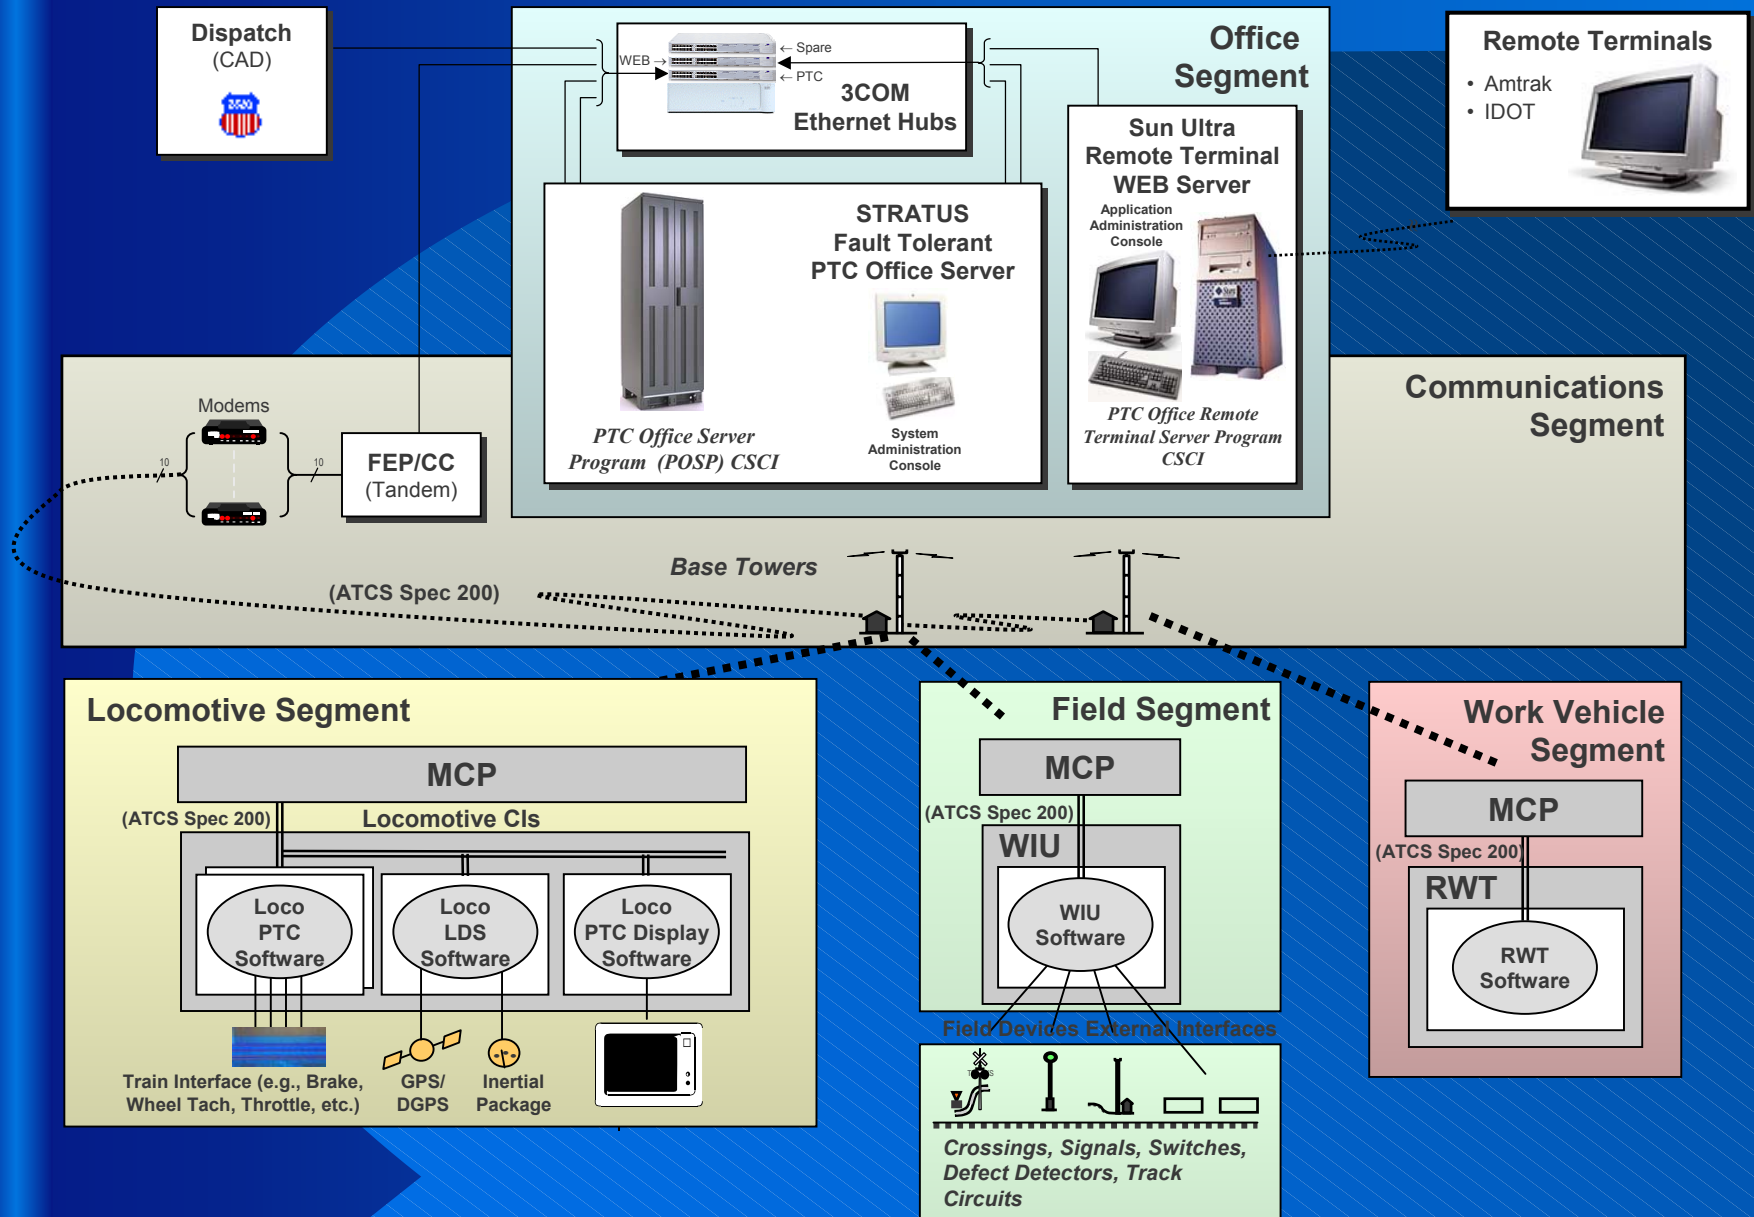 Dispatch
(CAD)
WEB →
← Spare
← PTC
3COM
Ethernet Hubs
Office
Segment
Remote Terminals
• Amtrak
• IDOT
STRATUS
Fault Tolerant
PTC Office Server
PTC Office Server
Program (POSP) CSCI
System
Administration
Console
Sun Ultra
Remote Terminal
WEB Server
Application
Administration
Console
PTC Office Remote
Terminal Server Program
CSCI
Communications
Segment
Modems
10
10
FEP/CC
(Tandem)
Base Towers
(ATCS Spec 200)
Locomotive Segment
MCP
(ATCS Spec 200)
Locomotive CIs
Loco
PTC
Software
Loco
LDS
Software
Loco
PTC Display
Software
Train Interface (e.g., Brake,
Wheel Tach, Throttle, etc.)
GPS/
DGPS
Inertial
Package
Field Segment
MCP
(ATCS Spec 200)
WIU
WIU
Software
Field Devices External Interfaces
Crossings, Signals, Switches,
Defect Detectors, Track
Circuits
Work Vehicle
Segment
MCP
(ATCS Spec 200)
RWT
RWT
Software